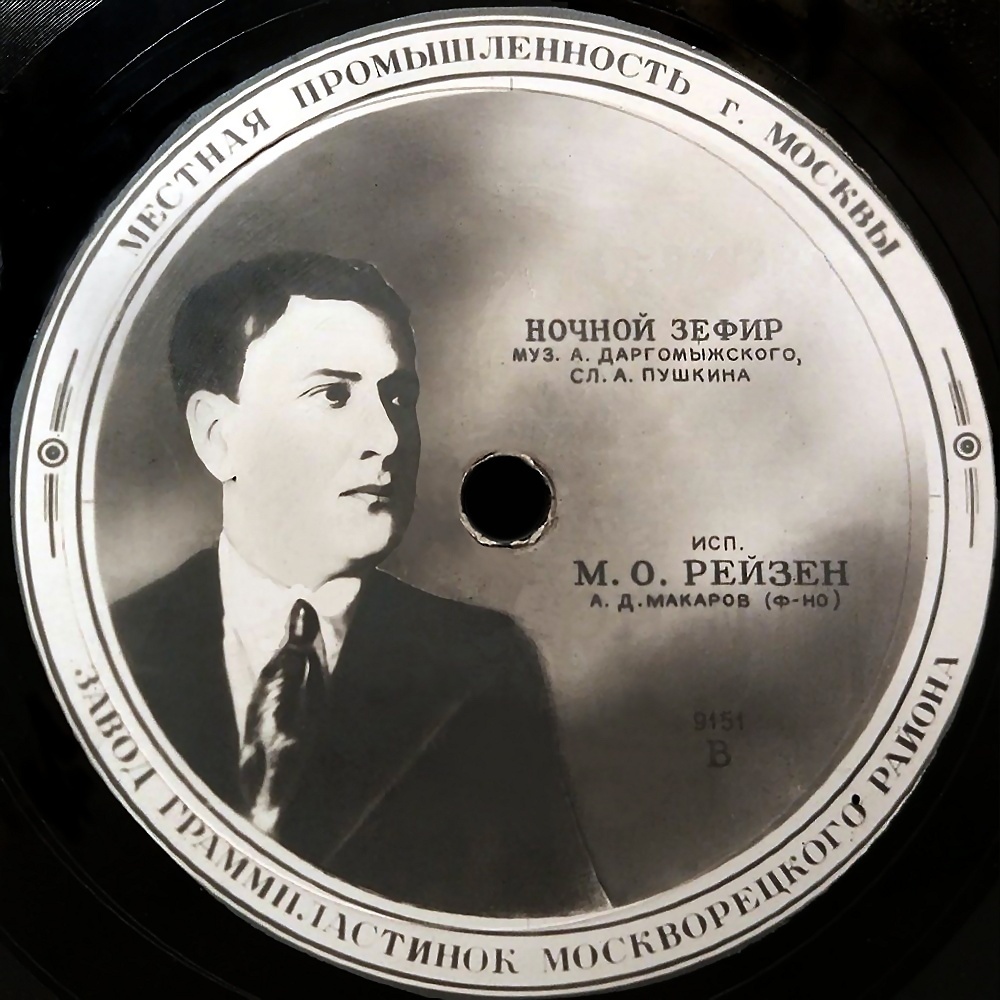 МЕСТНАЯ ПРОМЫШЛЕННОСТЬ г. МОСКВЫ
НОЧНОЙ ЗЕФИР
МУЗ. А. ДАРГОМЫЖСКОГО,
СЛ. А. ПУШКИНА
ИСП.
М. О. РЕЙЗЕН
А. Д. МАКАРОВ (Ф-НО)
9151
В
ЗАВОД ГРАММПЛАСТИНОК МОСКВОРЕЦКОГО РАЙОНА